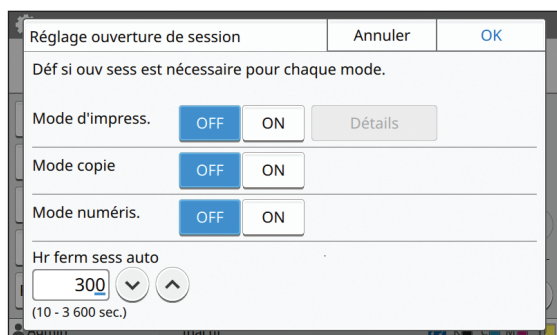 Réglage ouverture de session Annuler OK
Déf si ouv sess est nécessaire pour chaque mode.
Mode d'impress. OFF ON Détails
Mode copie OFF ON
Mode numéris. OFF ON
Hr ferm sess auto
300
(10 - 3 600 sec.)